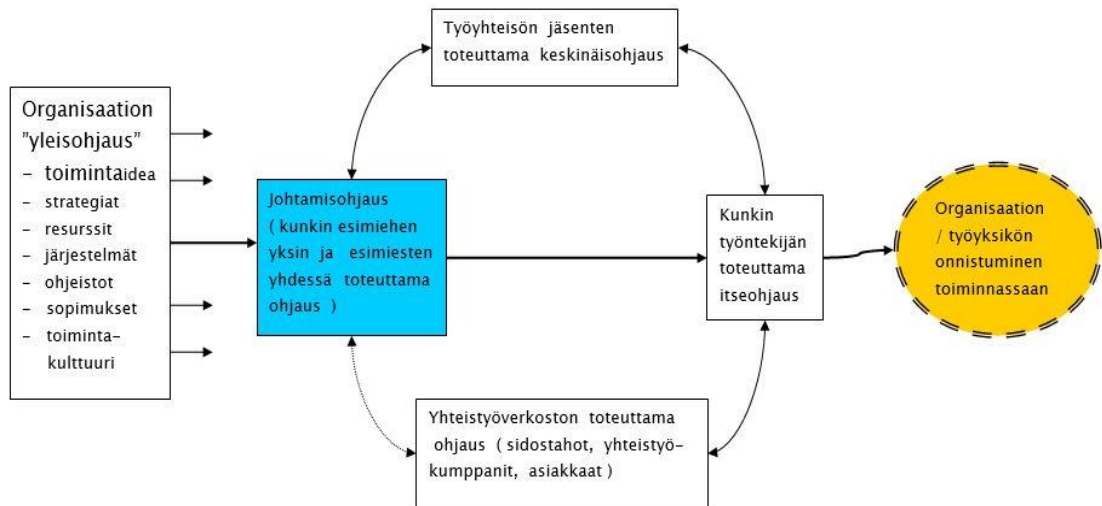 Työyhteisön jäsenten
toteuttama keskinäisohjaus
Organisaation
”yleisohjaus”
– toimintaidea
– strategiat
– resurssit
– järjestelmät
– ohjeistot
– sopimukset
– toiminta–
kulttuuri
Johtamisohjaus
( kunkin esimiehen
yksin ja esimiesten
yhdessä toteuttama
ohjaus )
Kunkin
työntekijän
toteuttama
itseohjaus
Organisaation
/ työyksikön
onnistuminen
toiminnassaan
Yhteistyöverkoston toteuttama
ohjaus ( sidostahot, yhteistyö–
kumppanit, asiakkaat )